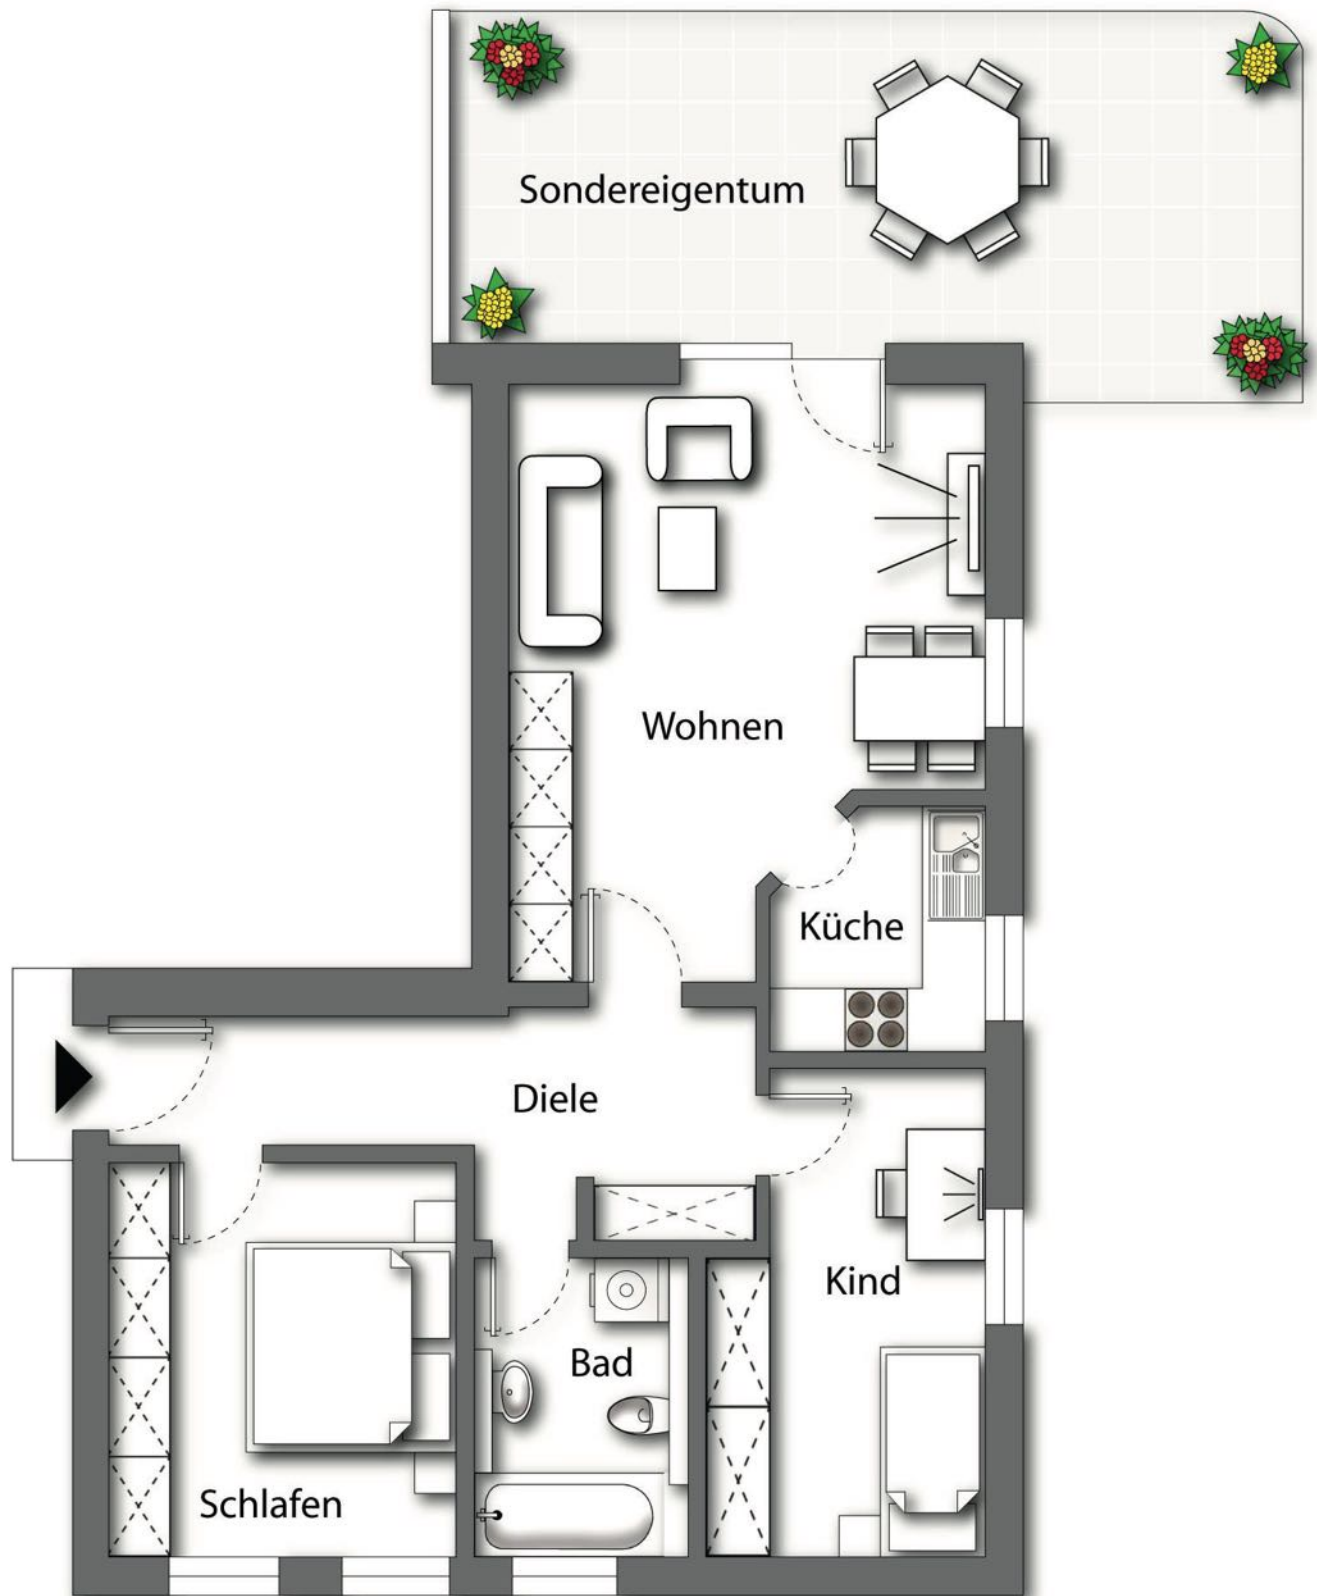 Sondereigentum
Wohnen
Küche
Diele
Kind
Bad
Schlafen